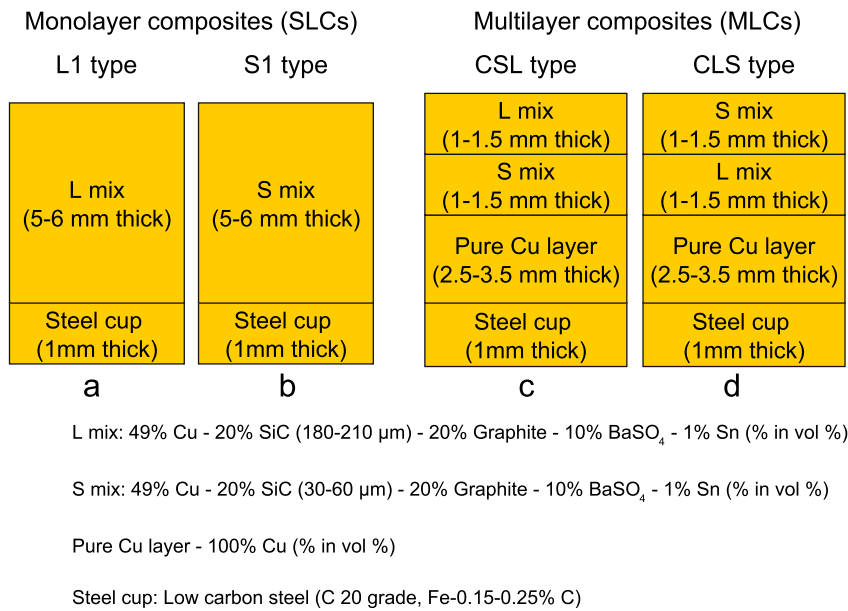 Monolayer composites (SLCs)
Multilayer composites (MLCs)
L1 type
S1 type
CSL type
CLS type
L mix
(5-6 mm thick)
Steel cup
(1mm thick)
S mix
(5-6 mm thick)
Steel cup
(1mm thick)
L mix
(1-1.5 mm thick)
S mix
(1-1.5 mm thick)
Pure Cu layer
(2.5-3.5 mm thick)
Steel cup
(1mm thick)
S mix
(1-1.5 mm thick)
L mix
(1-1.5 mm thick)
Pure Cu layer
(2.5-3.5 mm thick)
Steel cup
(1mm thick)
a
b
c
d
L mix: 49% Cu - 20% SiC (180-210 µm) - 20% Graphite - 10% BaSO₄ - 1% Sn (% in vol %)
S mix: 49% Cu - 20% SiC (30-60 µm) - 20% Graphite - 10% BaSO₄ - 1% Sn (% in vol %)
Pure Cu layer - 100% Cu (% in vol %)
Steel cup: Low carbon steel (C 20 grade, Fe-0.15-0.25% C)